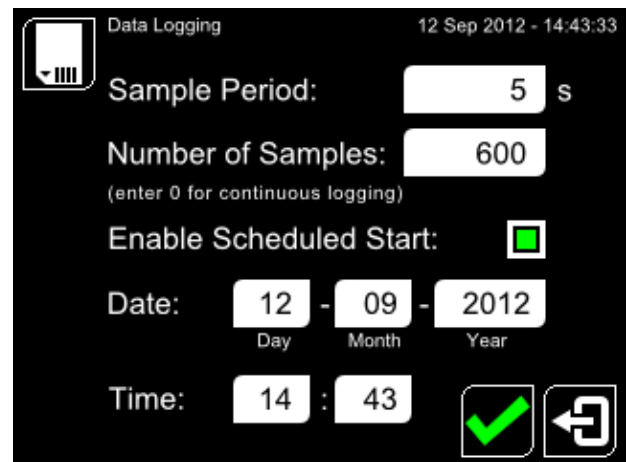 Data Logging 12 Sep 2012 - 14:43:33
Sample Period: 5 s
Number of Samples: 600
(enter 0 for continuous logging)
Enable Scheduled Start:
Date: 12 - 09 - 2012
Day Month Year
Time: 14 : 43